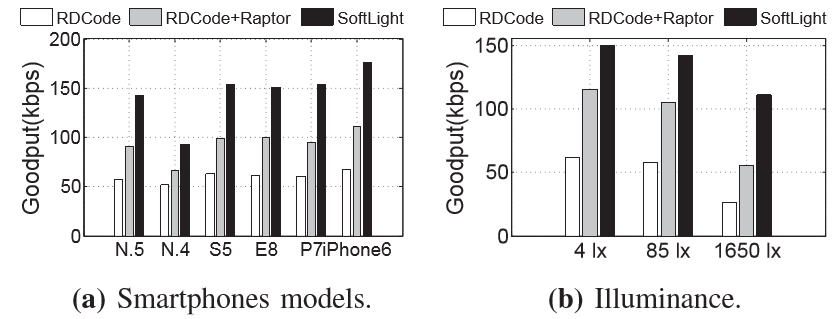 RDCode RDCode+Raptor SoftLight
200
150
100
50
0
Goodput(kbps)
N.5 N.4 S5 E8 P7iPhone6
(a) Smartphones models.
RDCode RDCode+Raptor SoftLight
150
100
50
0
Goodput(kbps)
4 lx 85 lx 1650 lx
(b) Illuminance.